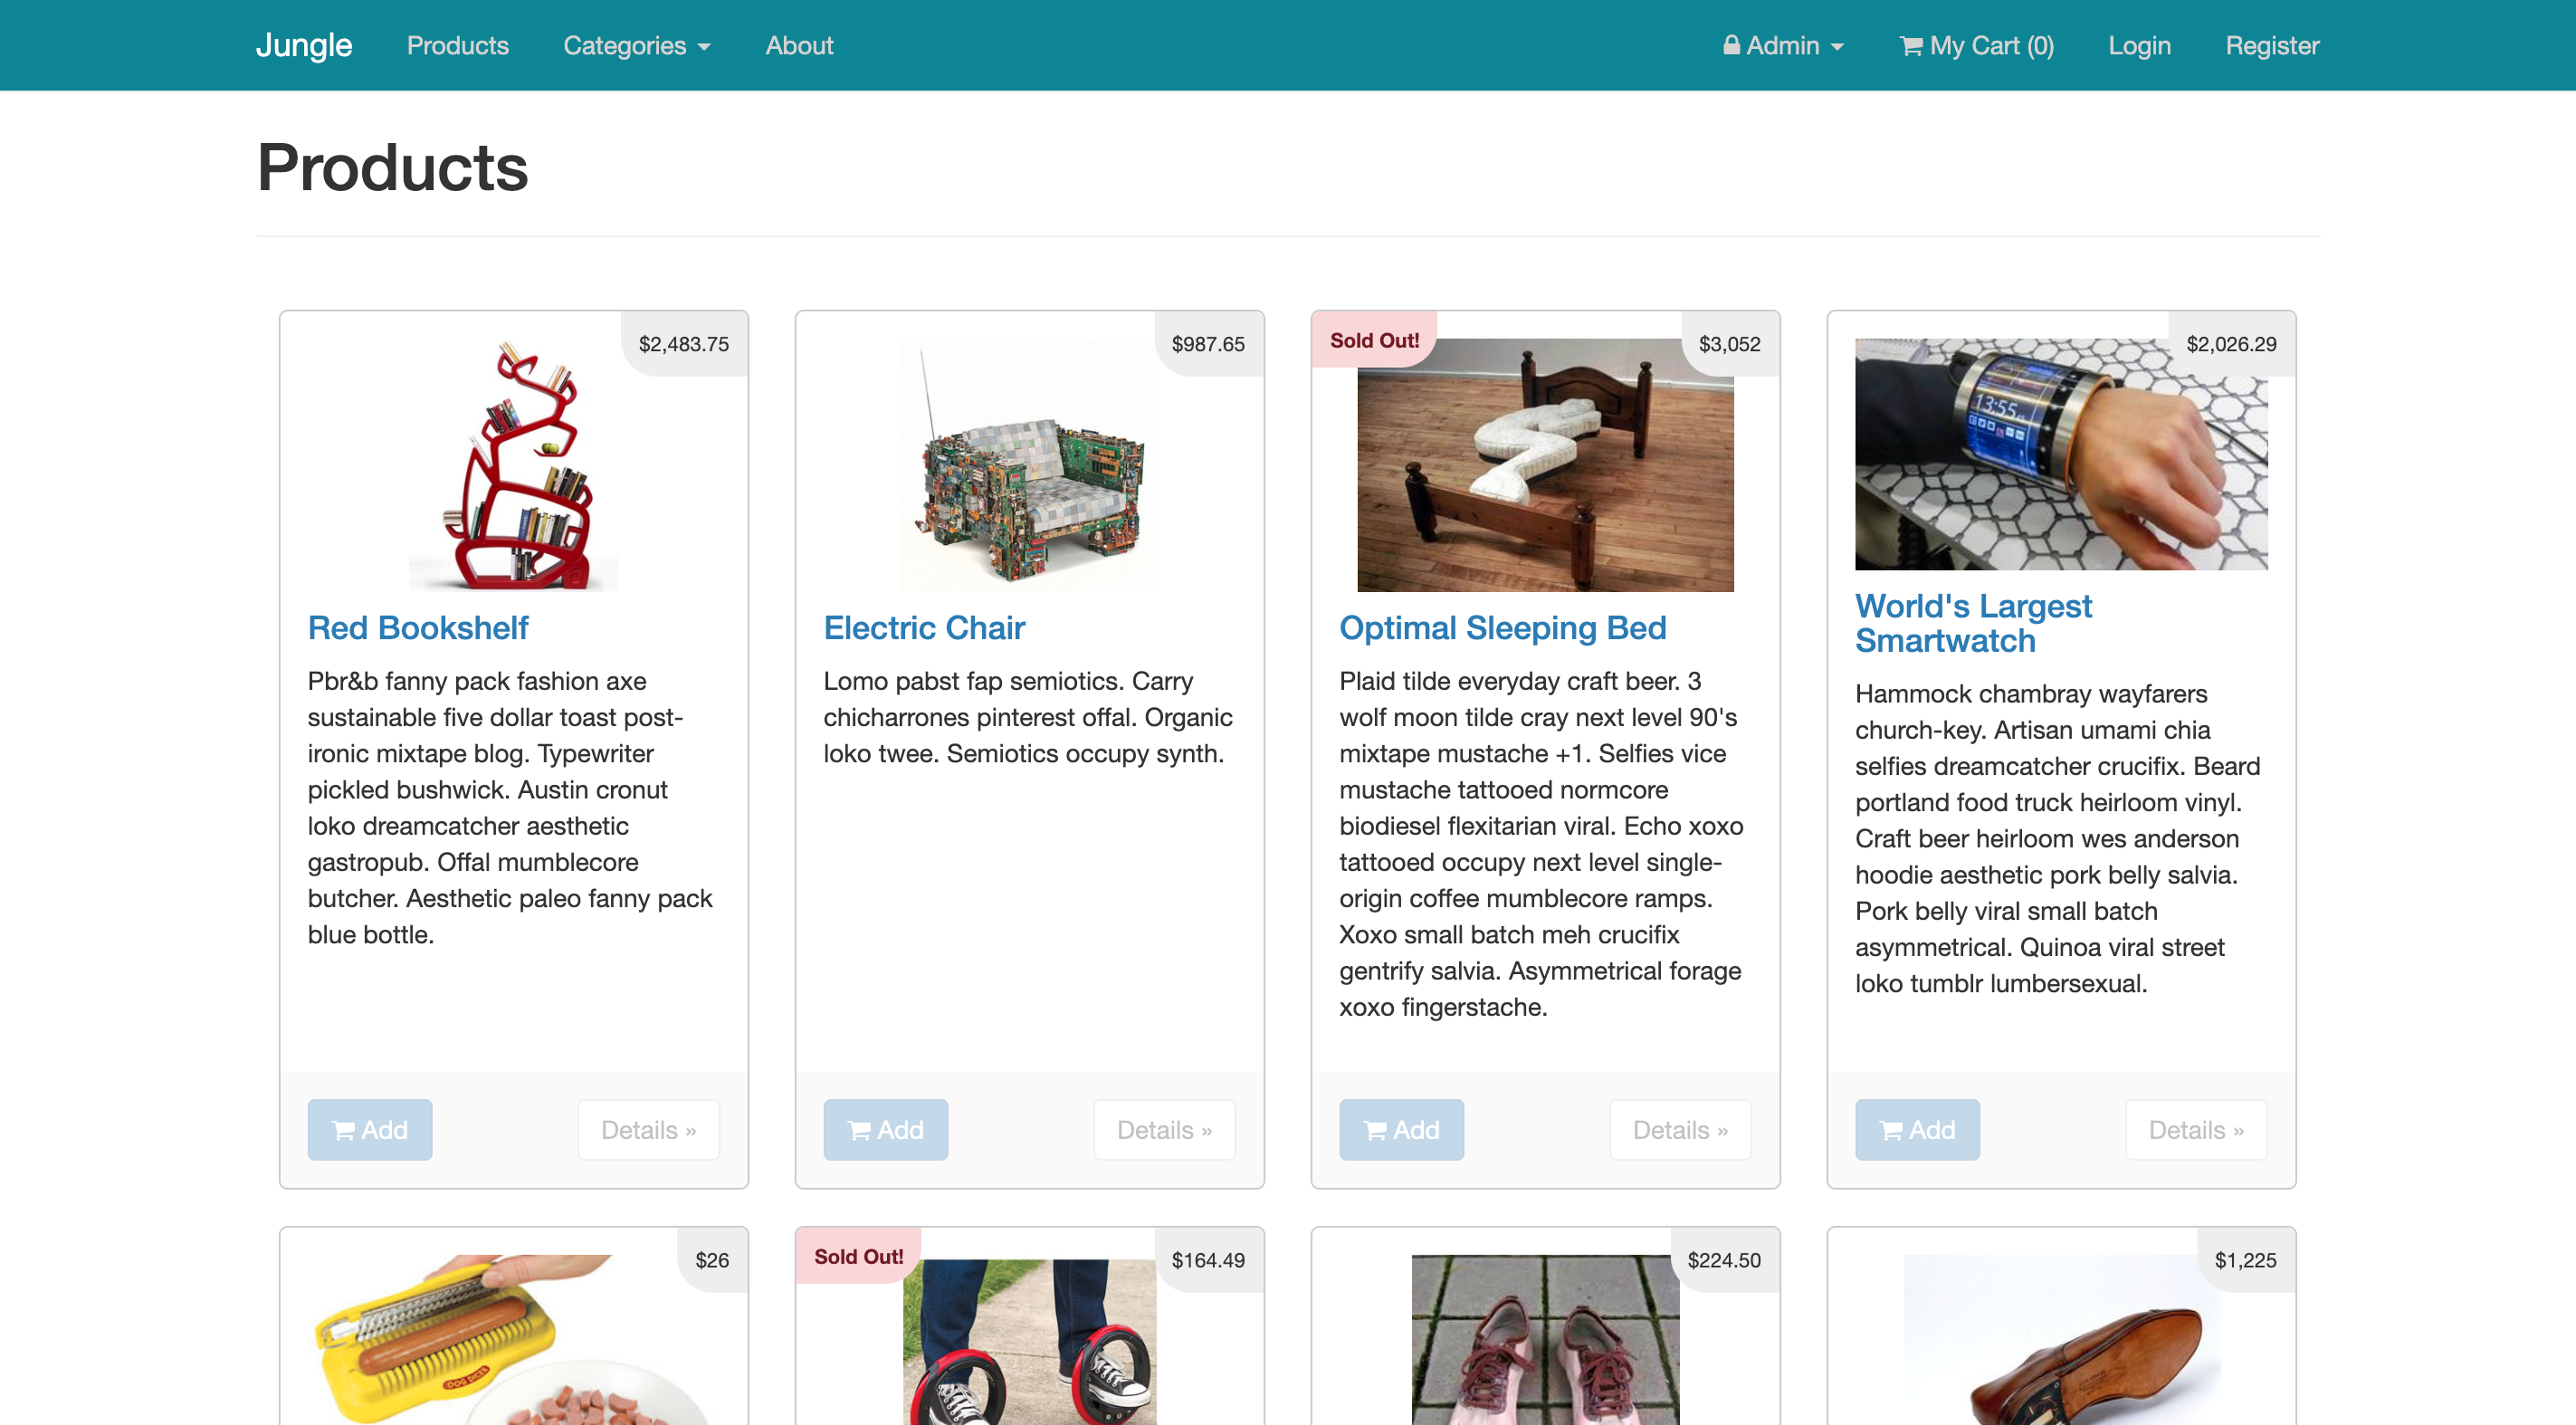 Jungle Products Categories About Admin My Cart (0) Login Register
Products
$2,483.75
Red Bookshelf
Pbr&b fanny pack fashion axe
sustainable five dollar toast post-
ironic mixtape blog. Typewriter
pickled bushwick. Austin cronut
loko dreamcatcher aesthetic
gastropub. Offal mumblecore
butcher. Aesthetic paleo fanny pack
blue bottle.
Add Details »
$987.65
Electric Chair
Lomo pabst fap semiotics. Carry
chicharrones pinterest offal. Organic
loko twee. Semiotics occupy synth.
Add Details »
Sold Out! $3,052
Optimal Sleeping Bed
Plaid tilde everyday craft beer. 3
wolf moon tilde cray next level 90's
mixtape mustache +1. Selfies vice
mustache tattooed normcore
biodiesel flexitarian viral. Echo xoxo
tattooed occupy next level single-
origin coffee mumblecore ramps.
Xoxo small batch meh crucifix
gentrify salvia. Asymmetrical forage
xoxo fingerstache.
Add Details »
$2,026.29
13:55
World's Largest
Smartwatch
Hammock chambray wayfarers
church-key. Artisan umami chia
selfies dreamcatcher crucifix. Beard
portland food truck heirloom vinyl.
Craft beer heirloom wes anderson
hoodie aesthetic pork belly salvia.
Pork belly viral small batch
asymmetrical. Quinoa viral street
loko tumblr lumbersexual.
Add Details »
$26
DOG DICER
Sold Out! $164.49
$224.50
$1,225